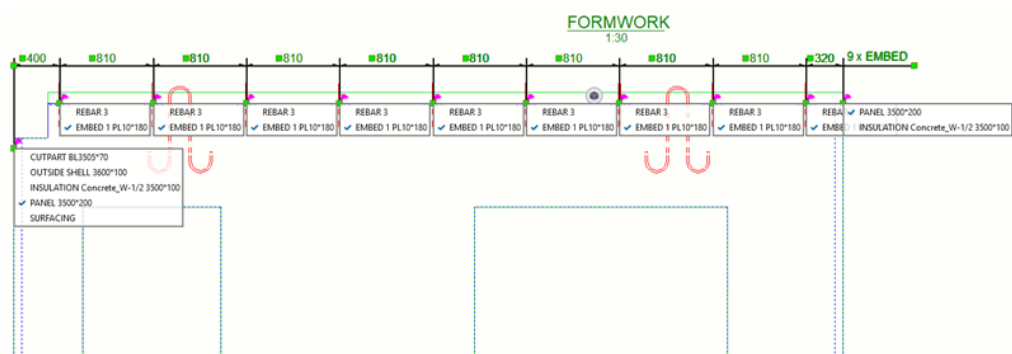 FORMWORK
1:30
400 810 810 810 810 810 810 810 810 320 9 x EMBED
REBAR 3
EMBED 1 PL10*180
REBAR 3
EMBED 1 PL10*180
REBAR 3
EMBED 1 PL10*180
REBAR 3
EMBED 1 PL10*180
REBAR 3
EMBED 1 PL10*180
REBAR 3
EMBED 1 PL10*180
REBAR 3
EMBED 1 PL10*180
REBAR 3
EMBED 1 PL10*180
REBAR 3
EMBED 1
PANEL 3500*200
INSULATION Concrete_W-1/2 3500*100
CUTPART BL3505*70
OUTSIDE SHELL 3600*100
INSULATION Concrete_W-1/2 3500*100
PANEL 3500*200
SURFACING